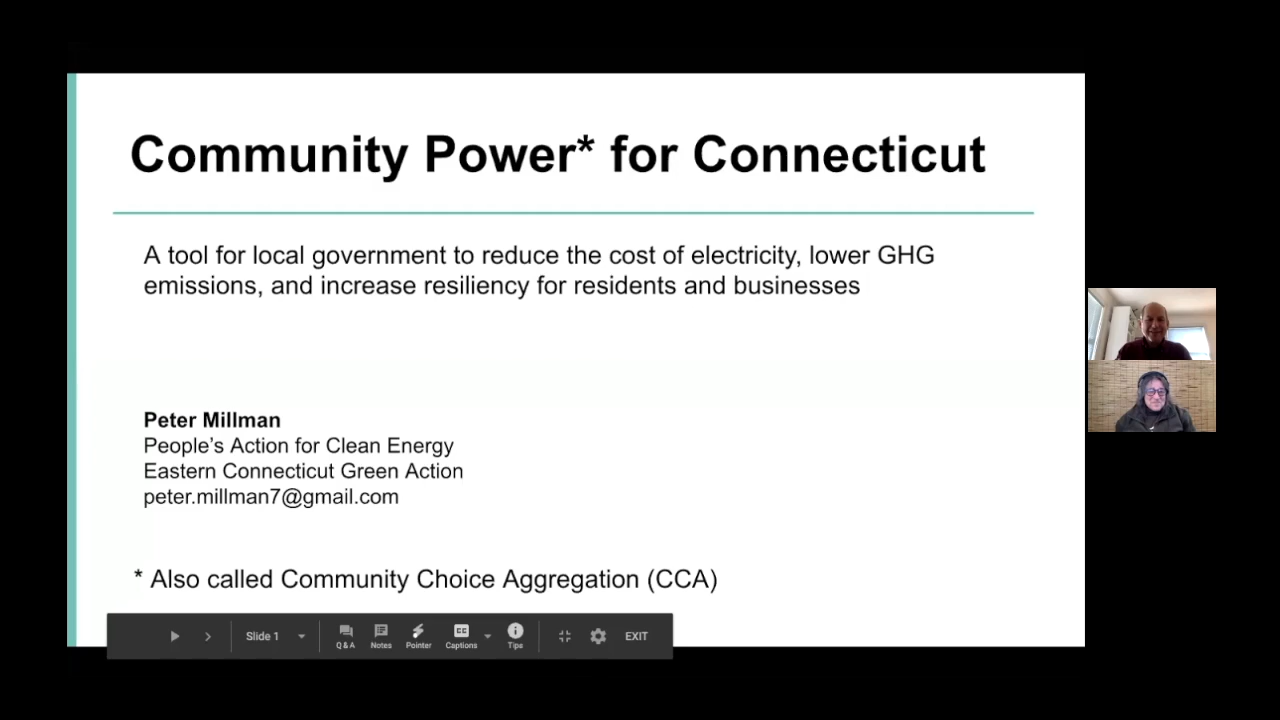 Community Power* for Connecticut
A tool for local government to reduce the cost of electricity, lower GHG
emissions, and increase resiliency for residents and businesses
Peter Millman
People's Action for Clean Energy
Eastern Connecticut Green Action
peter.millman7@gmail.com
* Also called Community Choice Aggregation (CCA)
Slide 1
Q & A
Notes
Pointer
Captions
Tips
EXIT